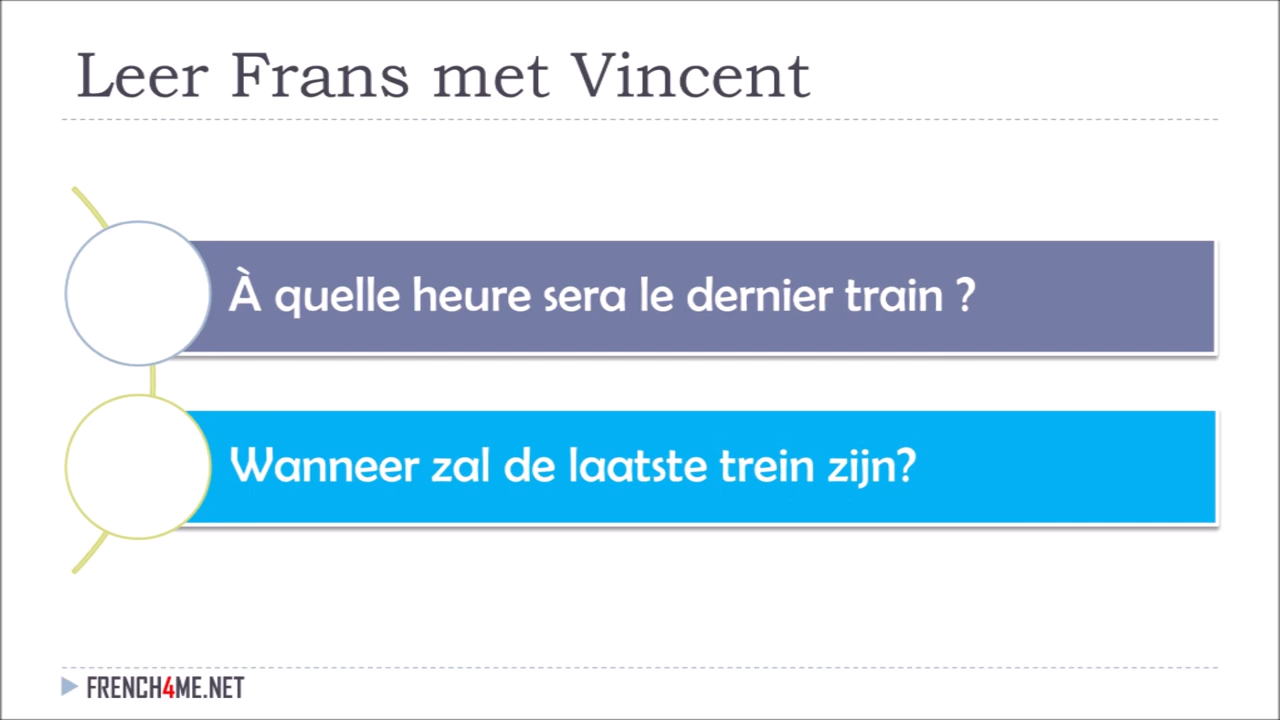 Leer Frans met Vincent
À quelle heure sera le dernier train ?
Wanneer zal de laatste trein zijn?
FRENCH4ME.NET